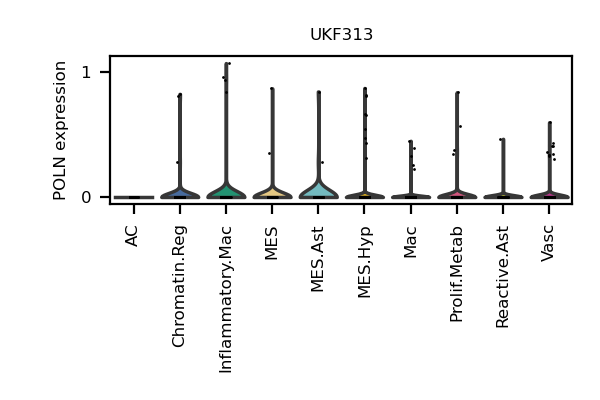 UKF313
POLN expression
1
0
AC
Chromatin.Reg
Inflammatory.Mac
MES
MES.Ast
MES.Hyp
Mac
Prolif.Metab
Reactive.Ast
Vasc